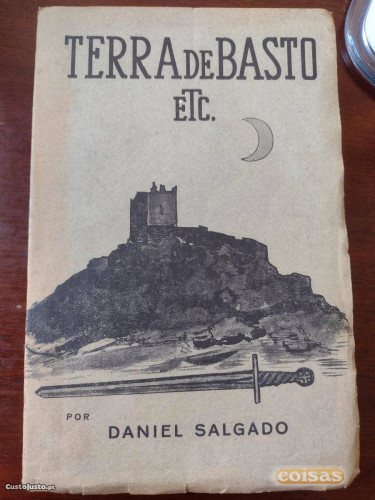 TERRA DE BASTO
ETC.
POR
DANIEL SALGADO
CustoJusto.pt
coisas